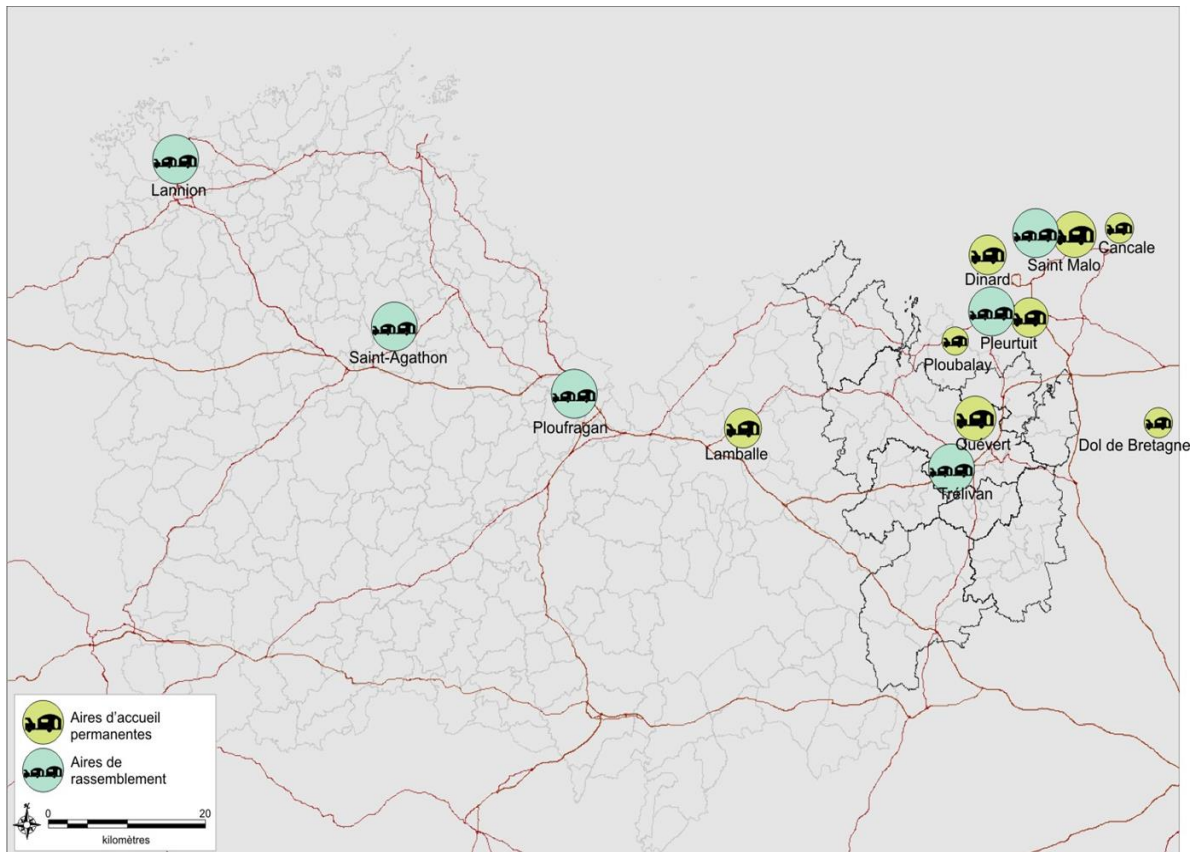 Lannion
Saint-Agathon
Ploufragan
Lamballe
Saint Malo
Cancale
Dinard
Pleurtuit
Ploubalay
Quévert
Dol de Bretagne
Trélivan
Aires d'accueil
permanentes
Aires de
rassemblement
N
0 20
kilomètres